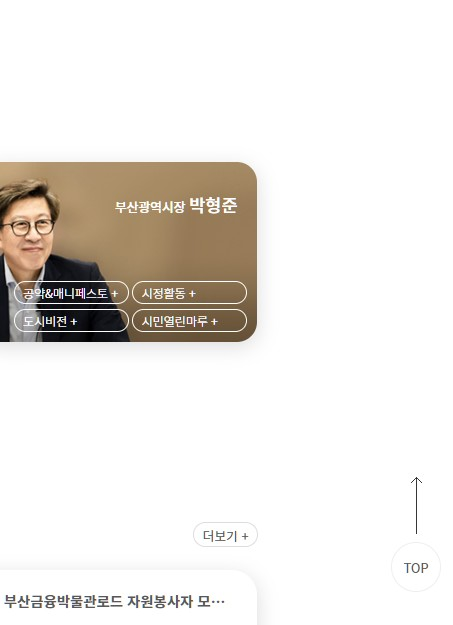 부산광역시장 박형준
공약&매니페스토 +
시정활동 +
도시비전 +
시민열린마루 +
더보기 +
TOP
부산금융박물관로드 자원봉사자 모…